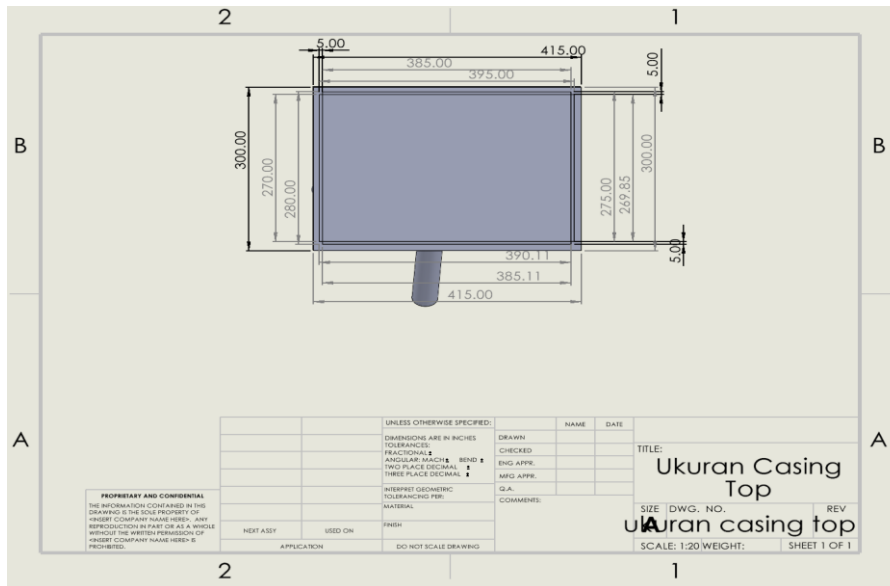 2
1
5.00
415.00
385.00
395.00
5.00
B
300.00
270.00
280.00
275.00
269.85
300.00
B
5.00
390.11
385.11
415.00
A
A
UNLESS OTHERWISE SPECIFIED:
DIMENSIONS ARE IN INCHES
TOLERANCES:
FRACTIONAL ±
ANGULAR: MACH ± BEND ±
TWO PLACE DECIMAL ±
THREE PLACE DECIMAL ±
INTERPRET GEOMETRIC
TOLERANCING PER:
MATERIAL
FINISH
DO NOT SCALE DRAWING
NAME DATE
DRAWN
CHECKED
ENG APPR.
MFG APPR.
Q.A.
COMMENTS:
PROPRIETARY AND CONFIDENTIAL
THE INFORMATION CONTAINED IN THIS
DRAWING IS THE SOLE PROPERTY OF
<INSERT COMPANY NAME HERE>. ANY
REPRODUCTION IN PART OR AS A WHOLE
WITHOUT THE WRITTEN PERMISSION OF
<INSERT COMPANY NAME HERE> IS
PROHIBITED.
NEXT ASSY USED ON
APPLICATION
TITLE:
Ukuran Casing
Top
SIZE DWG. NO. REV
A
ukuran casing top
SCALE: 1:20 WEIGHT: SHEET 1 OF 1
2
1